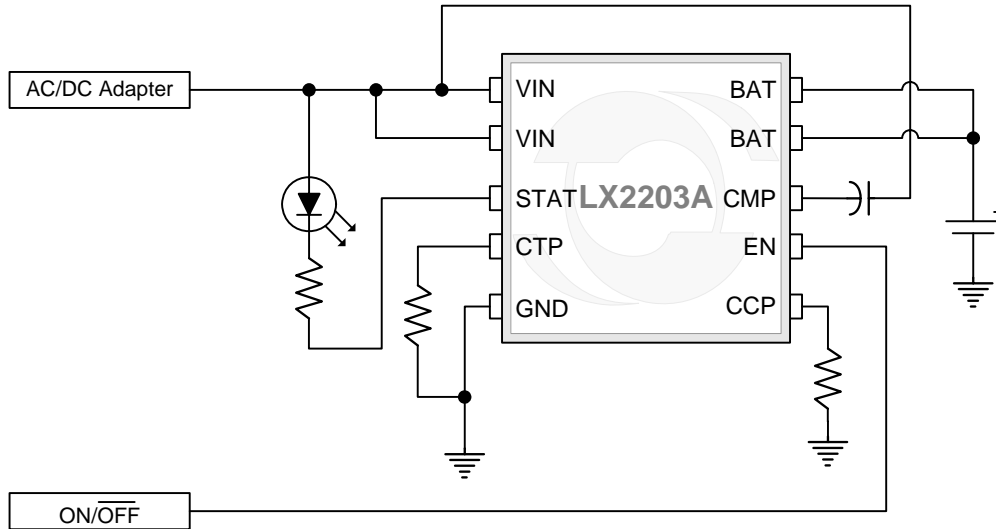 AC/DC Adapter
VIN
VIN
STAT
CTP
GND
LX2203A
BAT
BAT
CMP
EN
CCP
ON/OFF